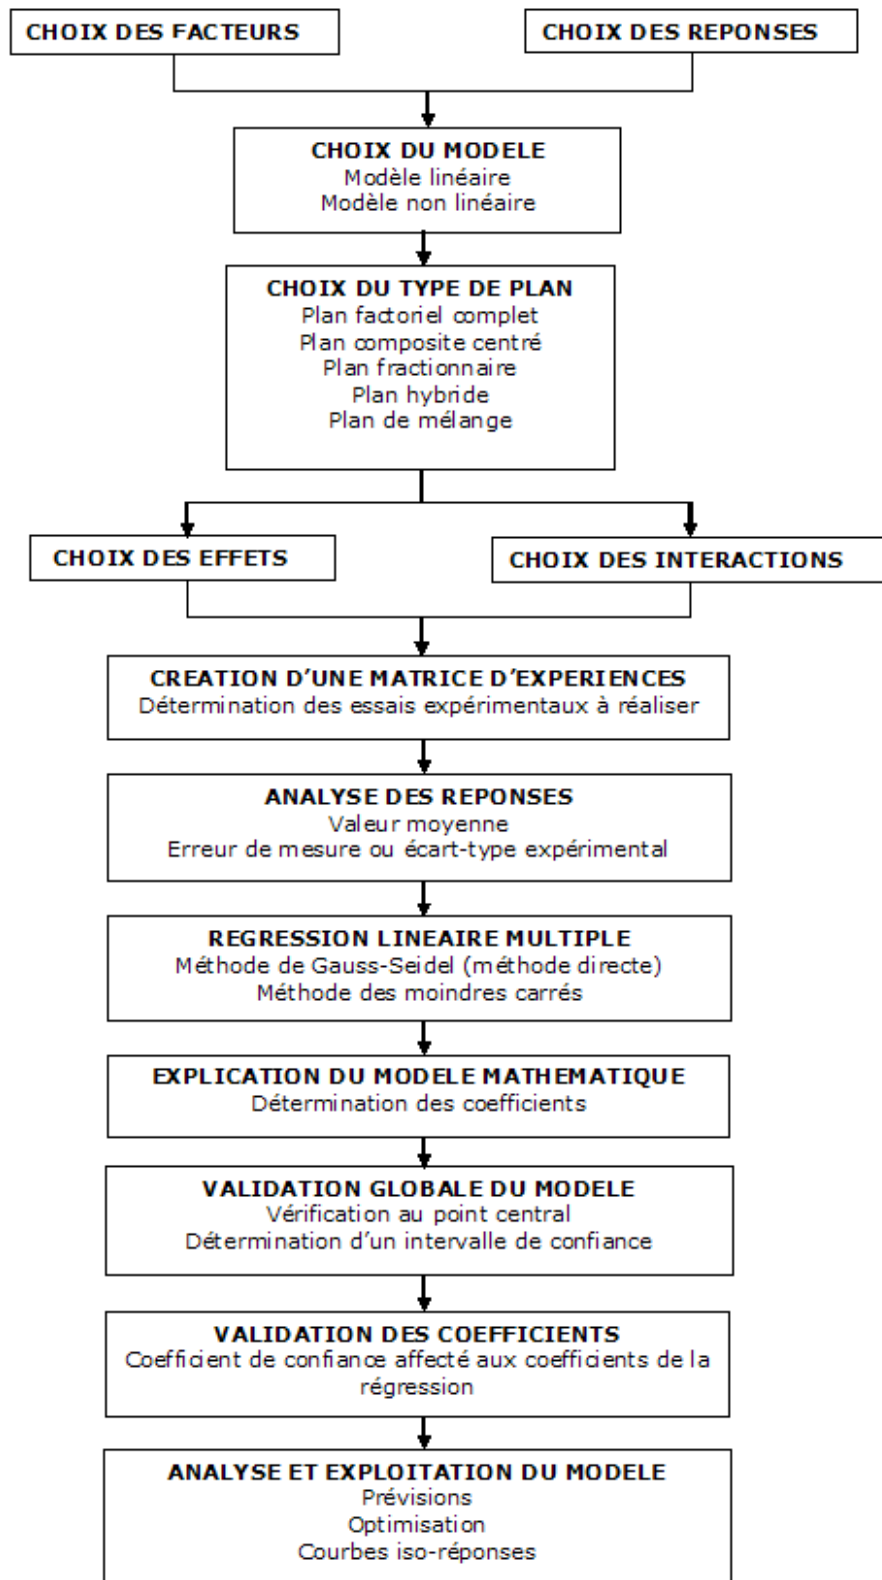 CHOIX DES FACTEURS
CHOIX DES REPONSES
CHOIX DU MODELE
Modèle linéaire
Modèle non linéaire
CHOIX DU TYPE DE PLAN
Plan factoriel complet
Plan composite centré
Plan fractionnaire
Plan hybride
Plan de mélange
CHOIX DES EFFETS
CHOIX DES INTERACTIONS
CREATION D'UNE MATRICE D'EXPERIENCES
Détermination des essais expérimentaux à réaliser
ANALYSE DES REPONSES
Valeur moyenne
Erreur de mesure ou écart-type expérimental
REGRESSION LINEAIRE MULTIPLE
Méthode de Gauss-Seidel (méthode directe)
Méthode des moindres carrés
EXPLICATION DU MODELE MATHEMATIQUE
Détermination des coefficients
VALIDATION GLOBALE DU MODELE
Vérification au point central
Détermination d'un intervalle de confiance
VALIDATION DES COEFFICIENTS
Coefficient de confiance affecté aux coefficients de la
régression
ANALYSE ET EXPLOITATION DU MODELE
Prévisions
Optimisation
Courbes iso-réponses